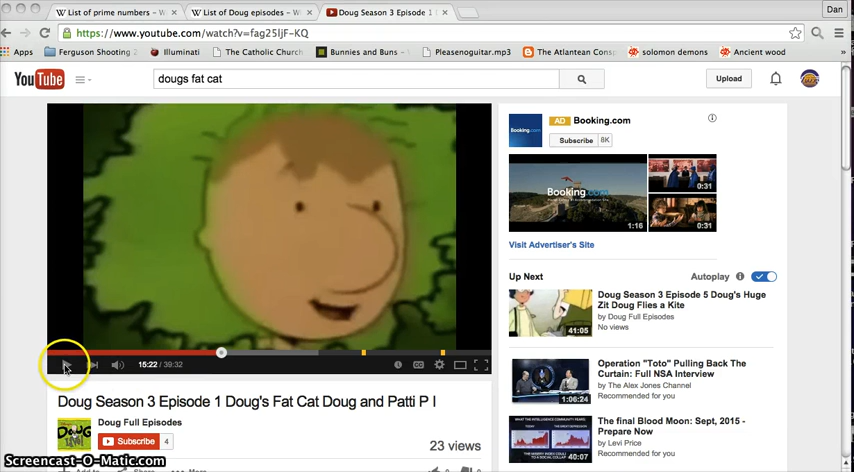 List of prime numbers – W
List of Doug episodes – W
Doug Season 3 Episode 1
Dan
https://www.youtube.com/watch?v=fag25IjF-KQ
Apps
Ferguson Shooting
Illuminati
The Catholic Church
Bunnies and Buns -
Pleasenoguitar.mp3
The Atlantean Cons
solomon demons
Ancient wood
YouTube
dougs fat cat
Upload
AD Booking.com
Subscribe 8K
Booking.com
1:16
0:31
0:31
Visit Advertiser's Site
Up Next
Autoplay
Doug Season 3 Episode 5 Doug's Huge
Zit Doug Flies a Kite
by Doug Full Episodes
No views
41:05
Operation "Toto" Pulling Back The
Curtain: Full NSA Interview
by The Alex Jones Channel
Recommended for you
1:06:24
The final Blood Moon: Sept, 2015 -
Prepare Now
by Levi Price
Recommended for you
40:07
15:22 / 39:32
CC
Doug Season 3 Episode 1 Doug's Fat Cat Doug and Patti P I
Doug Full Episodes
Subscribe 4
23 views
Screencast-O-Matic.com